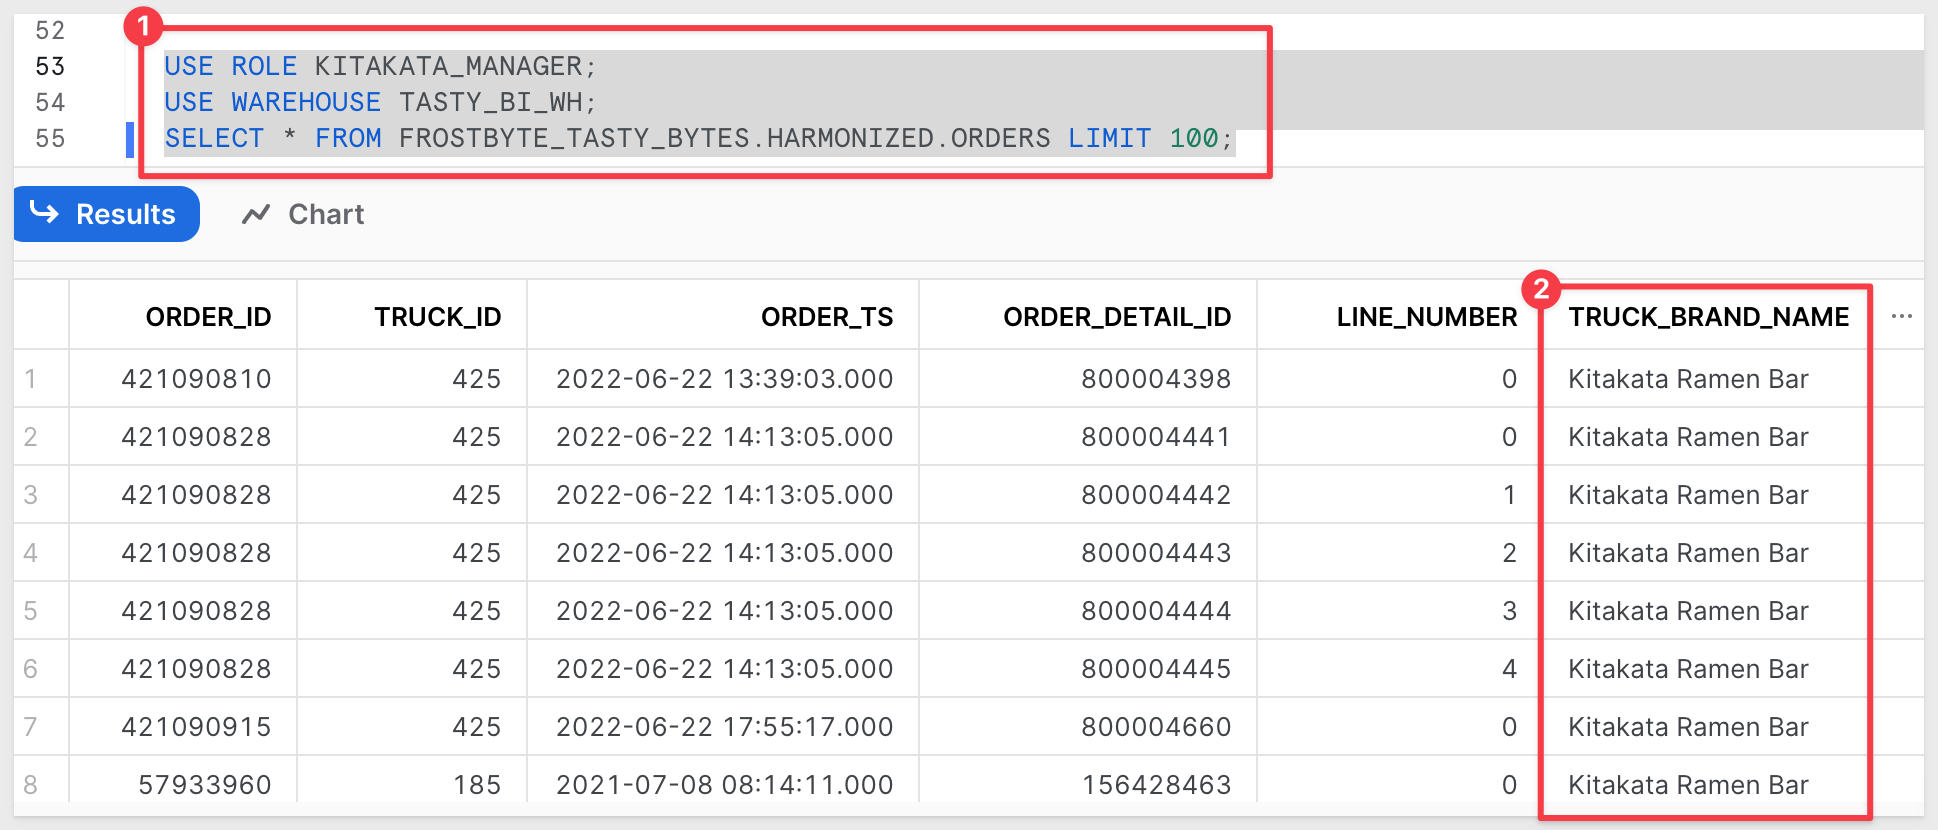 1
52
53 USE ROLE KITAKATA_MANAGER;
54 USE WAREHOUSE TASTY_BI_WH;
55 SELECT * FROM FROSTBYTE_TASTY_BYTES.HARMONIZED.ORDERS LIMIT 100;
Results Chart
2
ORDER_ID TRUCK_ID ORDER_TS ORDER_DETAIL_ID LINE_NUMBER TRUCK_BRAND_NAME ...
1 421090810 425 2022-06-22 13:39:03.000 800004398 0 Kitakata Ramen Bar
2 421090828 425 2022-06-22 14:13:05.000 800004441 0 Kitakata Ramen Bar
3 421090828 425 2022-06-22 14:13:05.000 800004442 1 Kitakata Ramen Bar
4 421090828 425 2022-06-22 14:13:05.000 800004443 2 Kitakata Ramen Bar
5 421090828 425 2022-06-22 14:13:05.000 800004444 3 Kitakata Ramen Bar
6 421090828 425 2022-06-22 14:13:05.000 800004445 4 Kitakata Ramen Bar
7 421090915 425 2022-06-22 17:55:17.000 800004660 0 Kitakata Ramen Bar
8 57933960 185 2021-07-08 08:14:11.000 156428463 0 Kitakata Ramen Bar